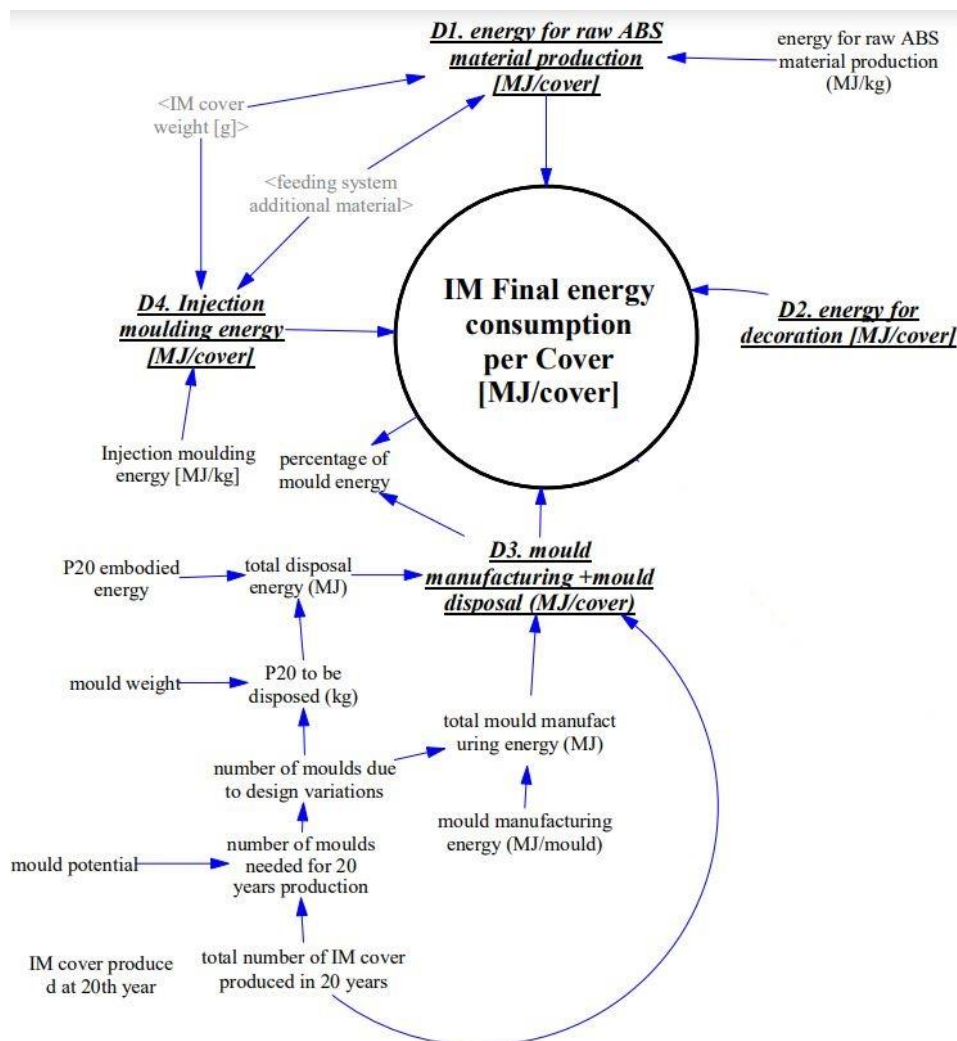 D1. energy for raw ABS
material production
[MJ/cover]
energy for raw ABS
material production
(MJ/kg)
<IM cover
weight [g]>
<feeding system
additional material>
IM Final energy
consumption
per Cover
[MJ/cover]
D4. Injection
moulding energy
[MJ/cover]
D2. energy for
decoration [MJ/cover]
Injection moulding
energy [MJ/kg]
percentage of
mould energy
D3. mould
manufacturing +mould
disposal (MJ/cover)
P20 embodied
energy
total disposal
energy (MJ)
mould weight
P20 to be
disposed (kg)
total mould manufact
uring energy (MJ)
number of moulds due
to design variations
mould manufacturing
energy (MJ/mould)
mould potential
number of moulds
needed for 20
years production
IM cover produce
d at 20th year
total number of IM cover
produced in 20 years